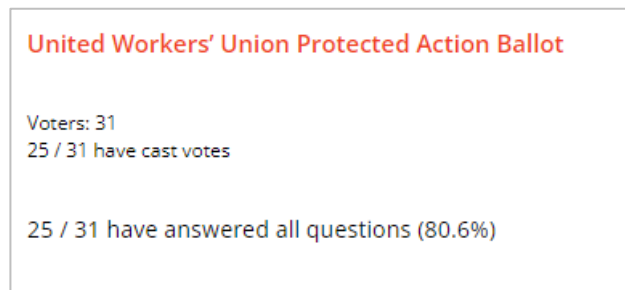 United Workers’ Union Protected Action Ballot
Voters: 31
25 / 31 have cast votes
25 / 31 have answered all questions (80.6%)